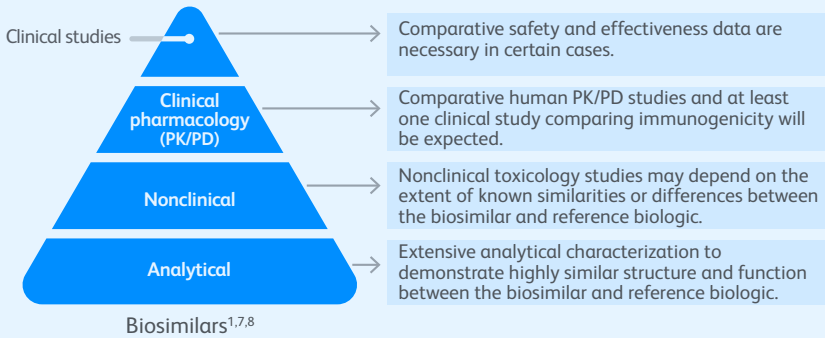 Clinical studies
Comparative safety and effectiveness data are
necessary in certain cases.
Clinical
pharmacology
(PK/PD)
Comparative human PK/PD studies and at least
one clinical study comparing immunogenicity will
be expected.
Nonclinical
Nonclinical toxicology studies may depend on the
extent of known similarities or differences between
the biosimilar and reference biologic.
Analytical
Extensive analytical characterization to
demonstrate highly similar structure and function
between the biosimilar and reference biologic.
Biosimilars1,7,8